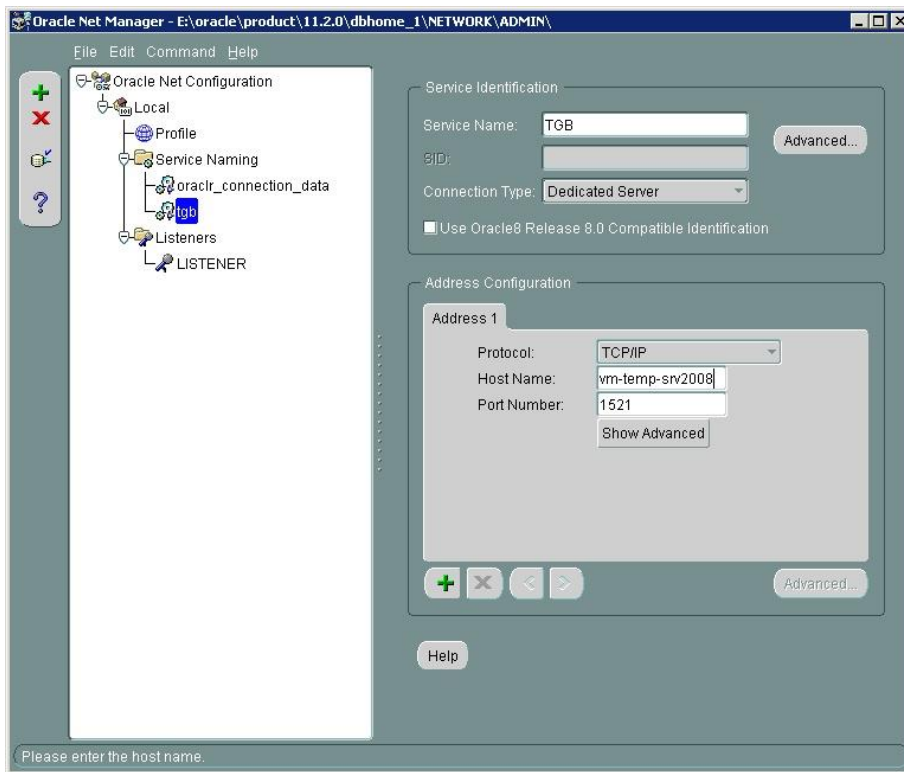 Oracle Net Manager - E:\oracle\product\11.2.0\dbhome_1\NETWORK\ADMIN\
File Edit Command Help
Oracle Net Configuration
Local
Profile
Service Naming
oraclr_connection_data
tgb
Listeners
LISTENER
Service Identification
Service Name: TGB
Advanced...
SID:
Connection Type: Dedicated Server
Use Oracle8 Release 8.0 Compatible Identification
Address Configuration
Address 1
Protocol: TCP/IP
Host Name: vm-temp-srv2008
Port Number: 1521
Show Advanced
Advanced...
Help
Please enter the host name.